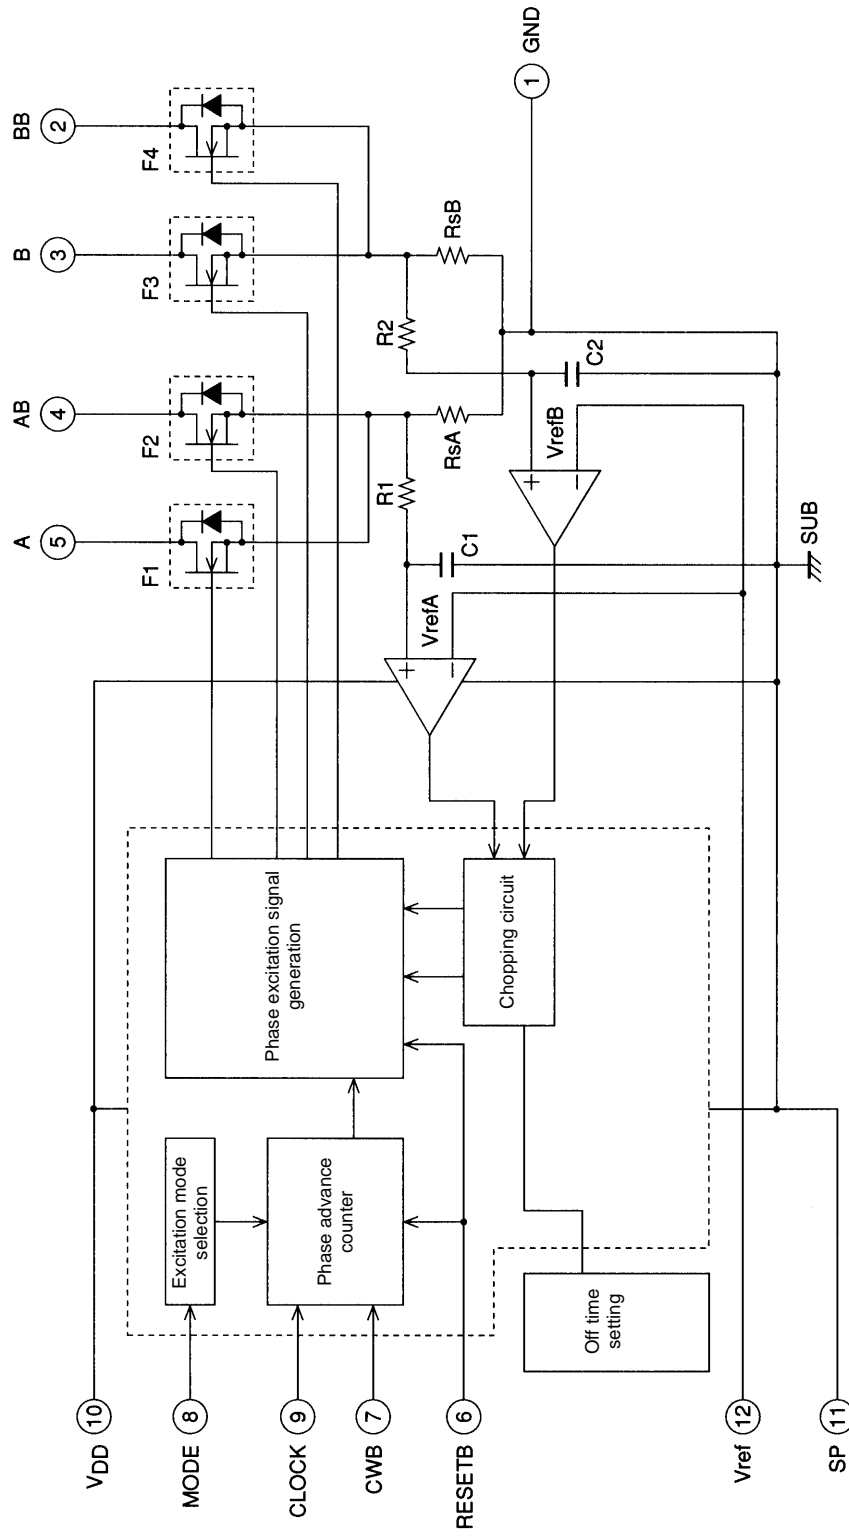 VDD 10
MODE 8
CLOCK 9
CWB 7
RESETB 6
Vref 12
SP 11
Excitation mode
selection
Phase advance
counter
Phase excitation signal
generation
Chopping circuit
Off time
setting
A 5
AB 4
B 3
BB 2
F1
F2
F3
F4
R1
R2
RsA
RsB
C1
C2
VrefA
VrefB
+
−
+
−
GND
1
SUB